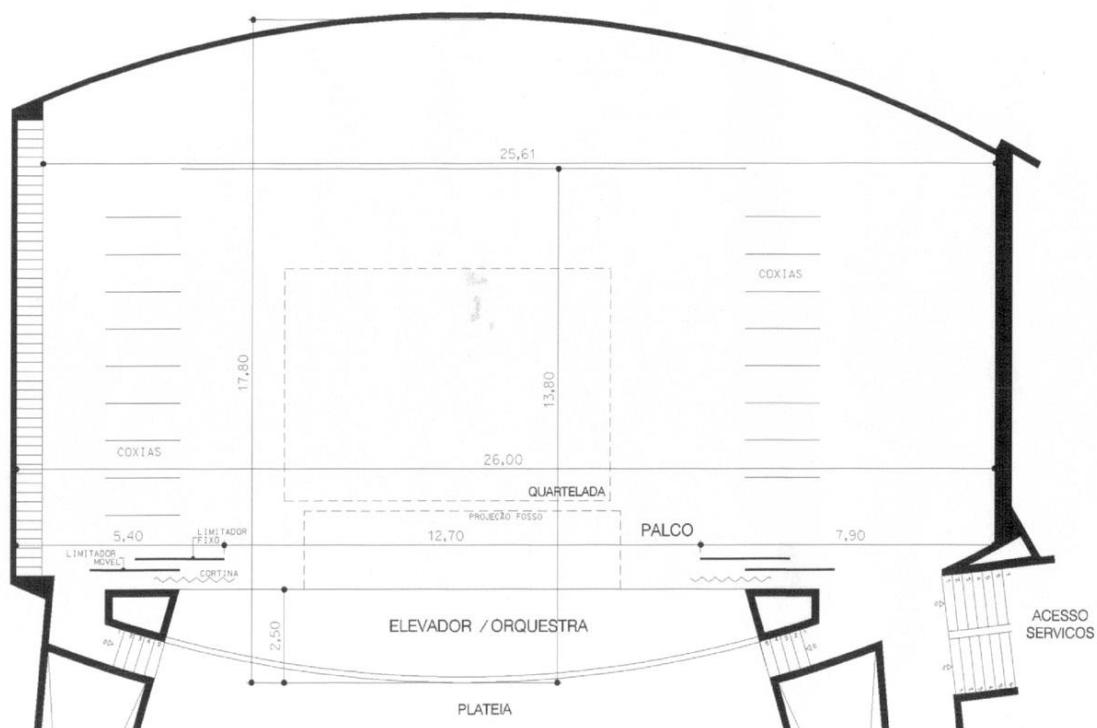 25,61
COXIAS
17.80
13.80
COXIAS
26.00
QUARTELADA
PROJEÇÃO FOSSO
5.40
LIMITADOR
FIXO
12.70
PALCO
7.90
LIMITADOR
MOVEL
CORTINA
2.50
ELEVADOR / ORQUESTRA
ACESSO
SERVICOS
PLATEIA